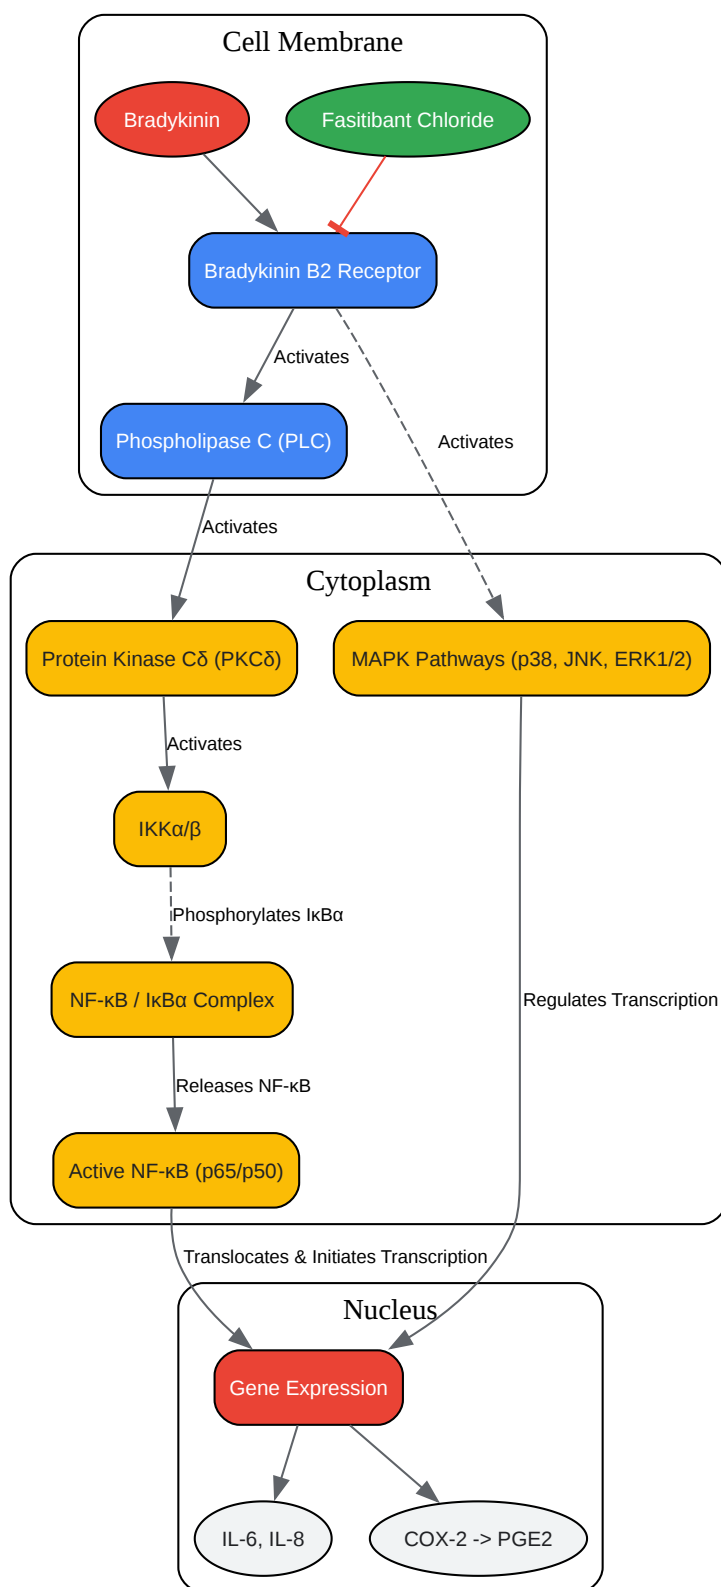 Cell Membrane
Bradykinin
Fasitibant Chloride
Bradykinin B2 Receptor
Activates
Phospholipase C (PLC)
Activates
Activates
Cytoplasm
Protein Kinase Cδ (PKCδ)
MAPK Pathways (p38, JNK, ERK1/2)
Activates
IKKα/β
Phosphorylates IκBα
NF-κB / IκBα Complex
Regulates Transcription
Releases NF-κB
Active NF-κB (p65/p50)
Translocates & Initiates Transcription
Nucleus
Gene Expression
IL-6, IL-8
COX-2 -> PGE2